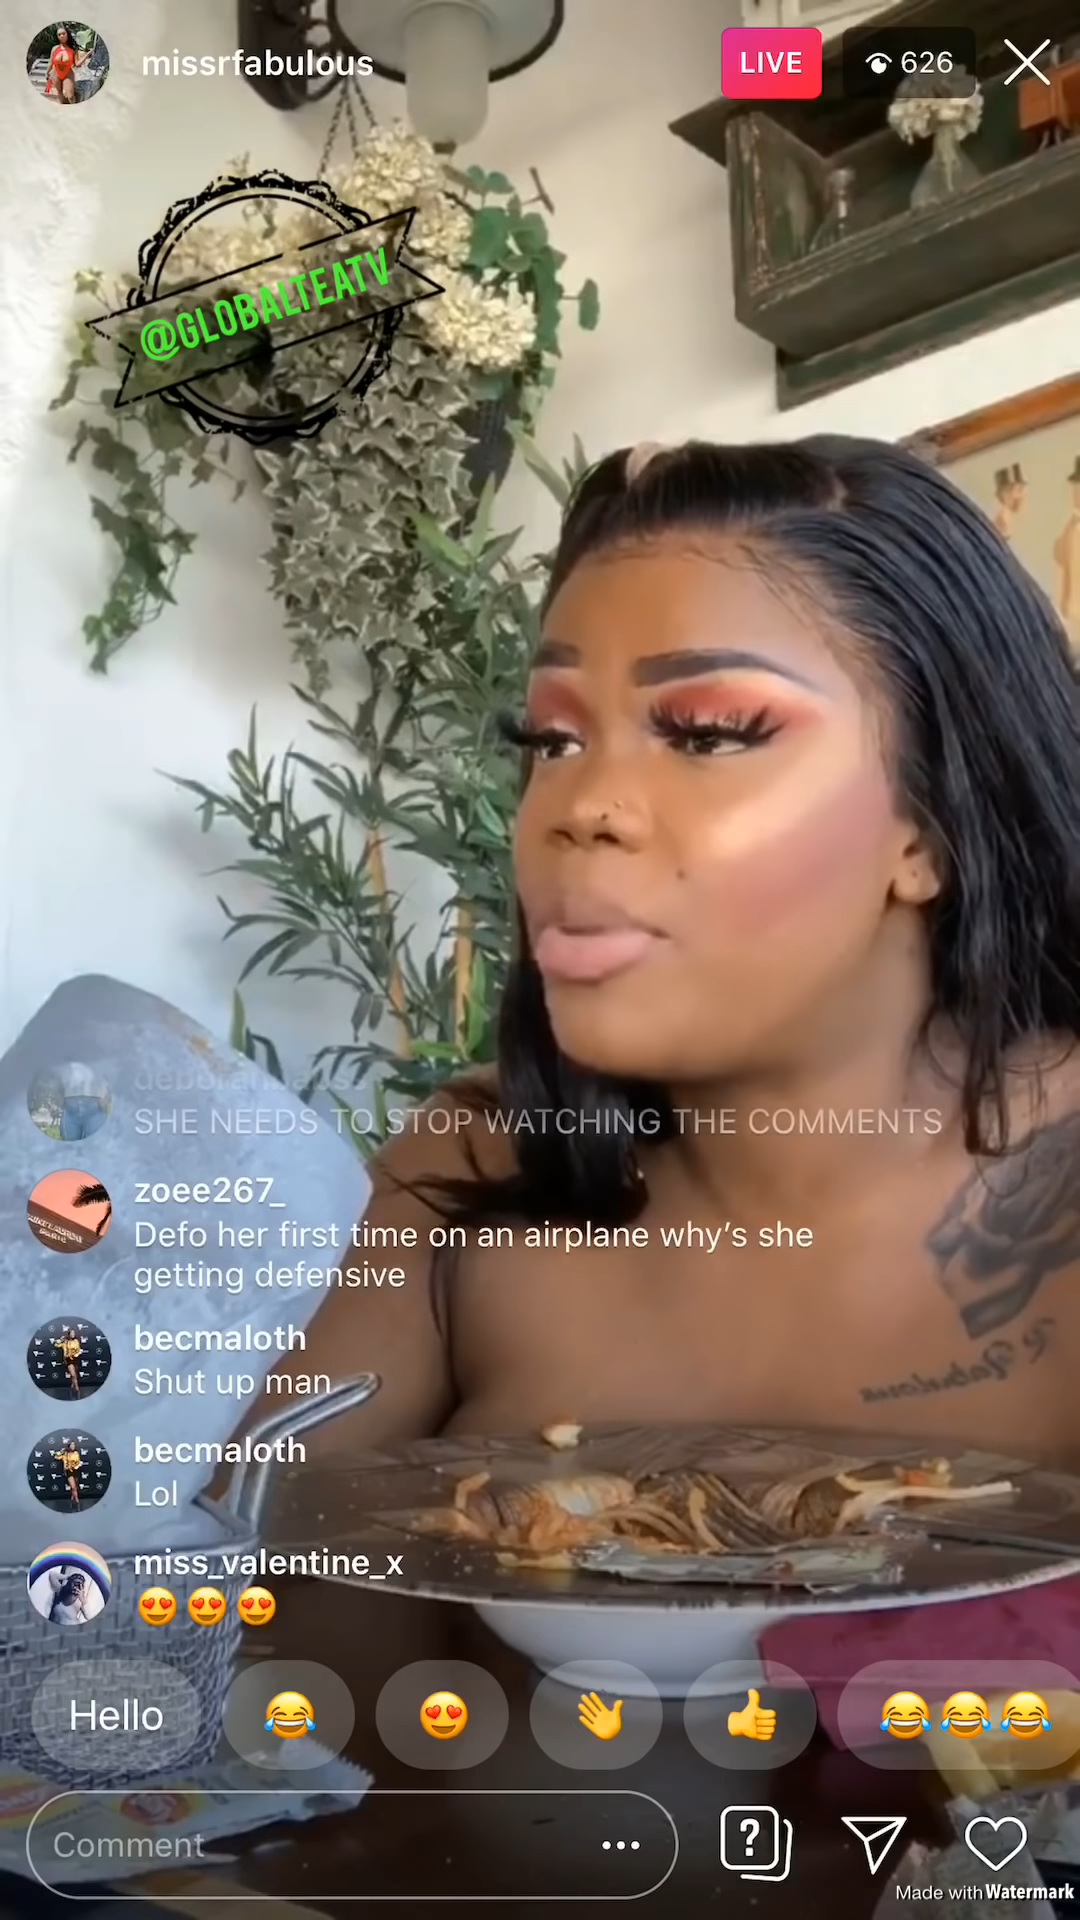 missrfabulous
LIVE
626
@GLOBALTEATV
SHE NEEDS TO STOP WATCHING THE COMMENTS
zoee267_
Defo her first time on an airplane why's she
getting defensive
becmaloth
Shut up man
becmaloth
Lol
miss_valentine_x
😍😍😍
Hello
😂
😍
👋
👍
😂😂😂
Comment
Made with Watermark